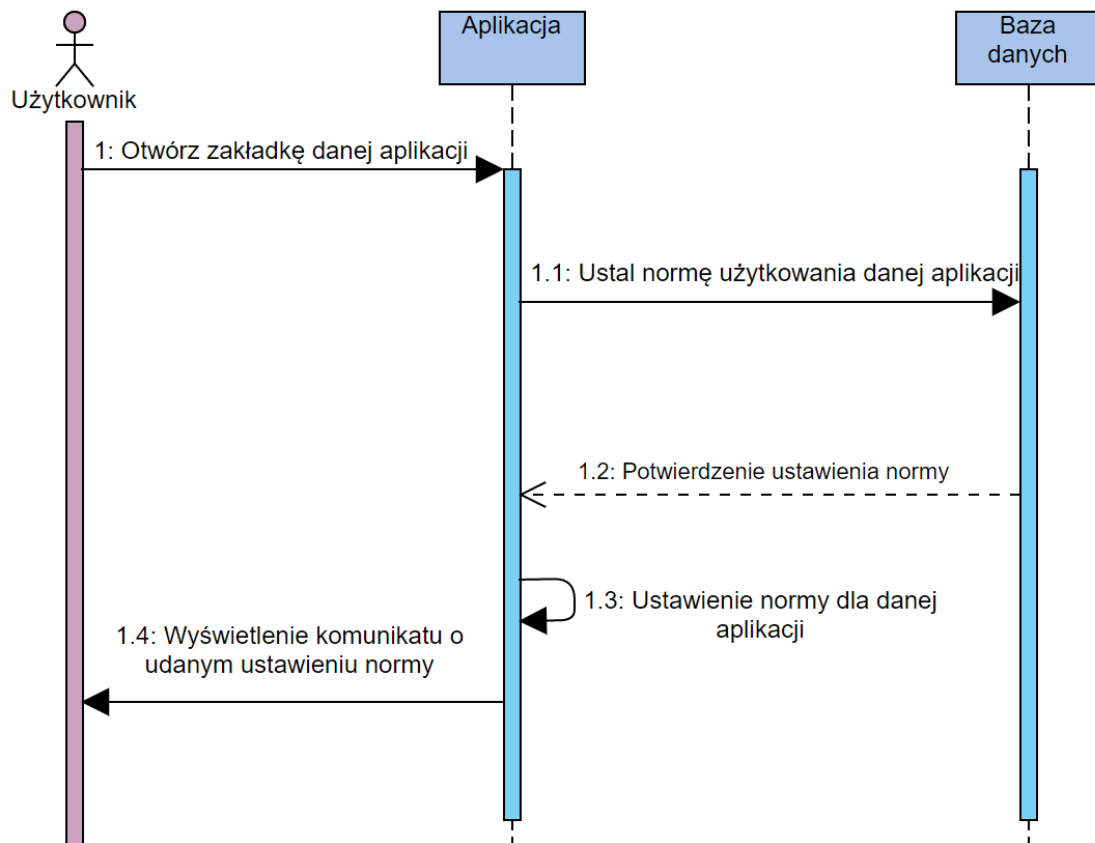 Aplikacja
Baza
danych
Użytkownik
1: Otwórz zakładkę danej aplikacji
1.1: Ustal normę użytkowania danej aplikacji
1.2: Potwierdzenie ustawienia normy
1.3: Ustawienie normy dla danej
aplikacji
1.4: Wyświetlenie komunikatu o
udanym ustawieniu normy